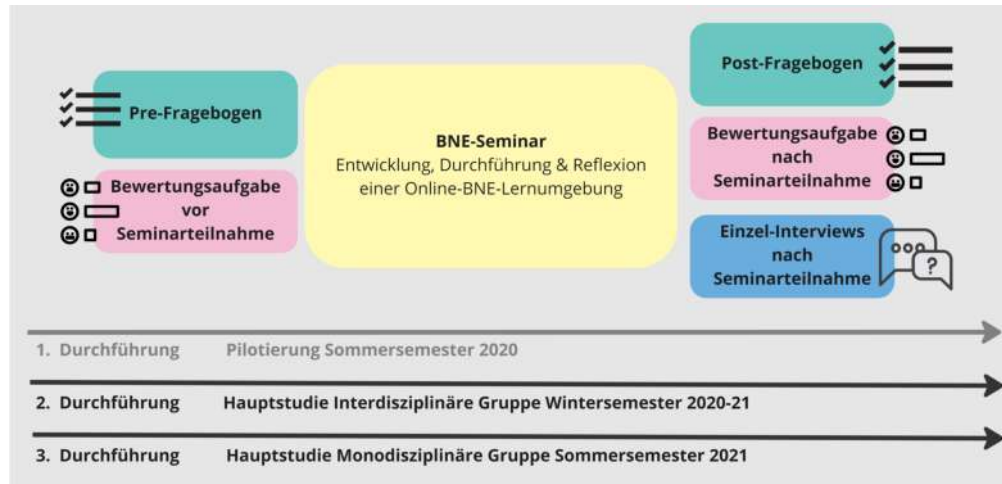 Pre-Fragebogen
Bewertungsaufgabe
vor
Seminarteilnahme
BNE-Seminar
Entwicklung, Durchführung & Reflexion
einer Online-BNE-Lernumgebung
Post-Fragebogen
Bewertungsaufgabe
nach
Seminarteilnahme
Einzel-Interviews
nach
Seminarteilnahme
?
1. Durchführung Pilotierung Sommersemester 2020
2. Durchführung Hauptstudie Interdisziplinäre Gruppe Wintersemester 2020-21
3. Durchführung Hauptstudie Monodisziplinäre Gruppe Sommersemester 2021